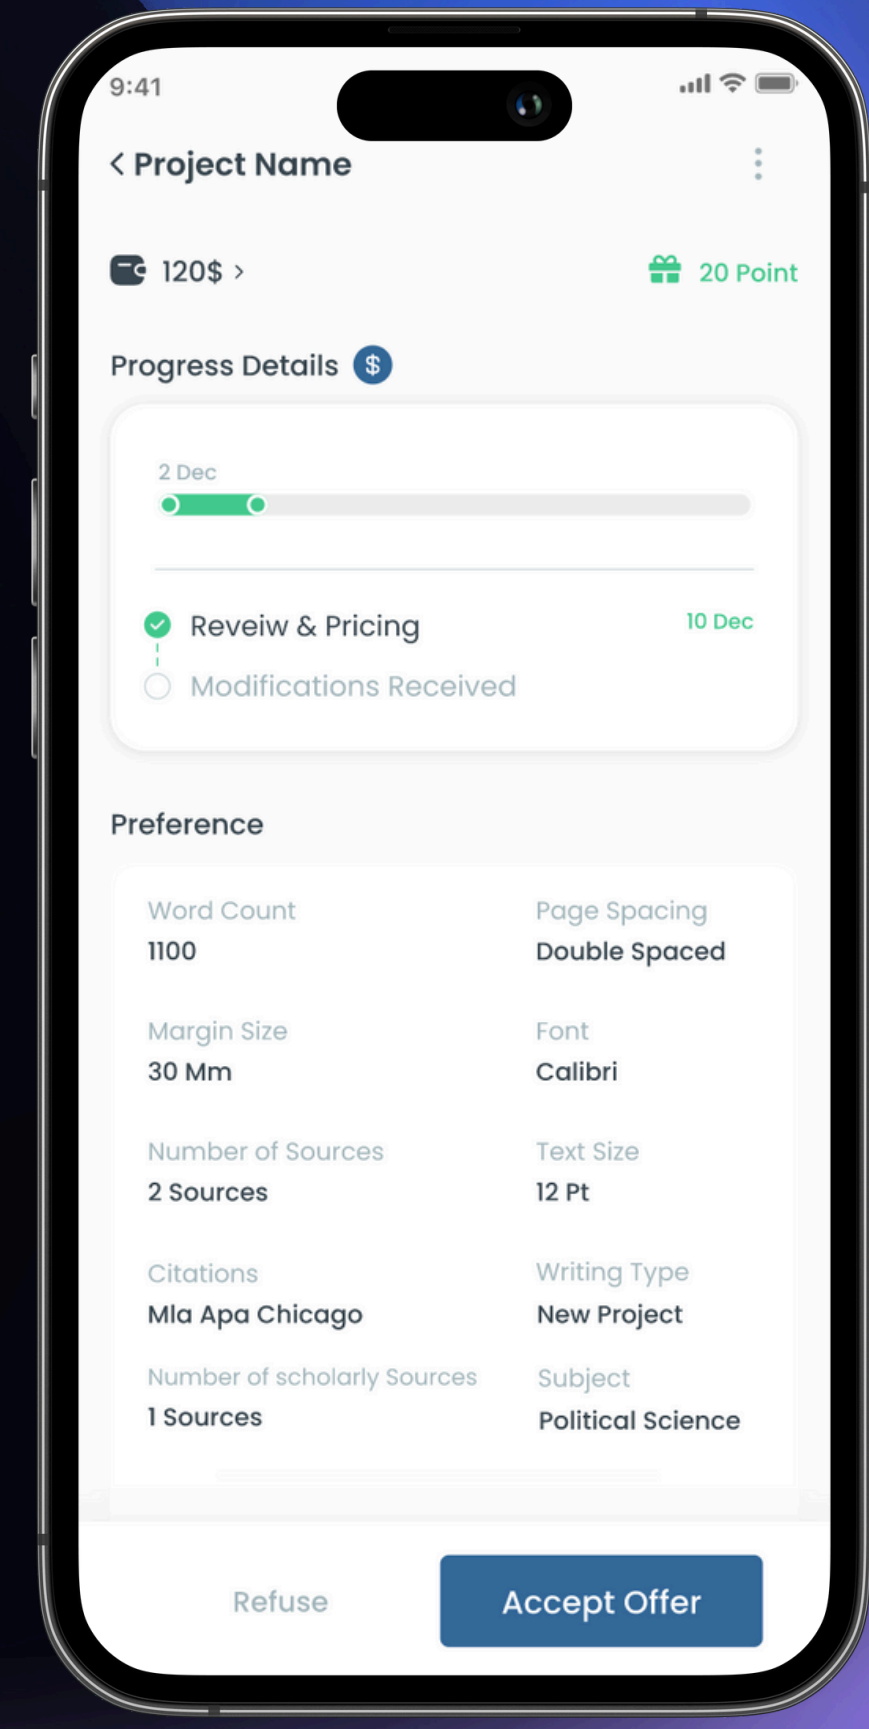 9:41
Project Name
120$
20 Point
Progress Details $
2 Dec
Reveiw & Pricing
10 Dec
Modifications Received
Preference
Word Count
Page Spacing
1100
Double Spaced
Margin Size
Font
30 Mm
Calibri
Number of Sources
Text Size
2 Sources
12 Pt
Citations
Writing Type
Mla Apa Chicago
New Project
Number of scholarly Sources
Subject
1 Sources
Political Science
Refuse
Accept Offer